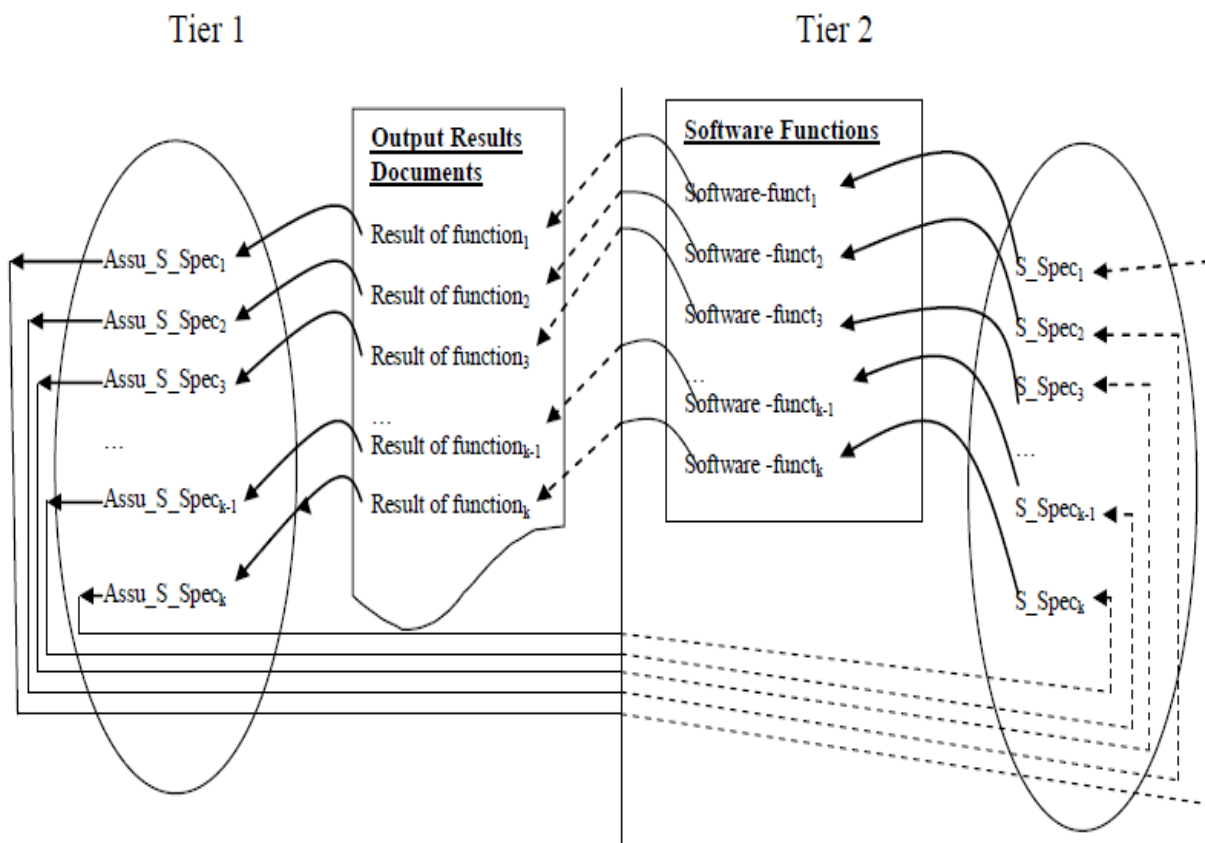 Tier 1
Tier 2
Output Results
Documents
Result of function₁
Result of function₂
Result of function₃
...
Result of functionₖ₋₁
Result of functionₖ
Assu_S_Spec₁
Assu_S_Spec₂
Assu_S_Spec₃
...
Assu_S_Specₖ₋₁
Assu_S_Specₖ
Software Functions
Software-funct₁
Software -funct₂
Software -funct₃
...
Software -functₖ₋₁
Software -functₖ
S_Spec₁
S_Spec₂
S_Spec₃
...
S_Specₖ₋₁
S_Specₖ